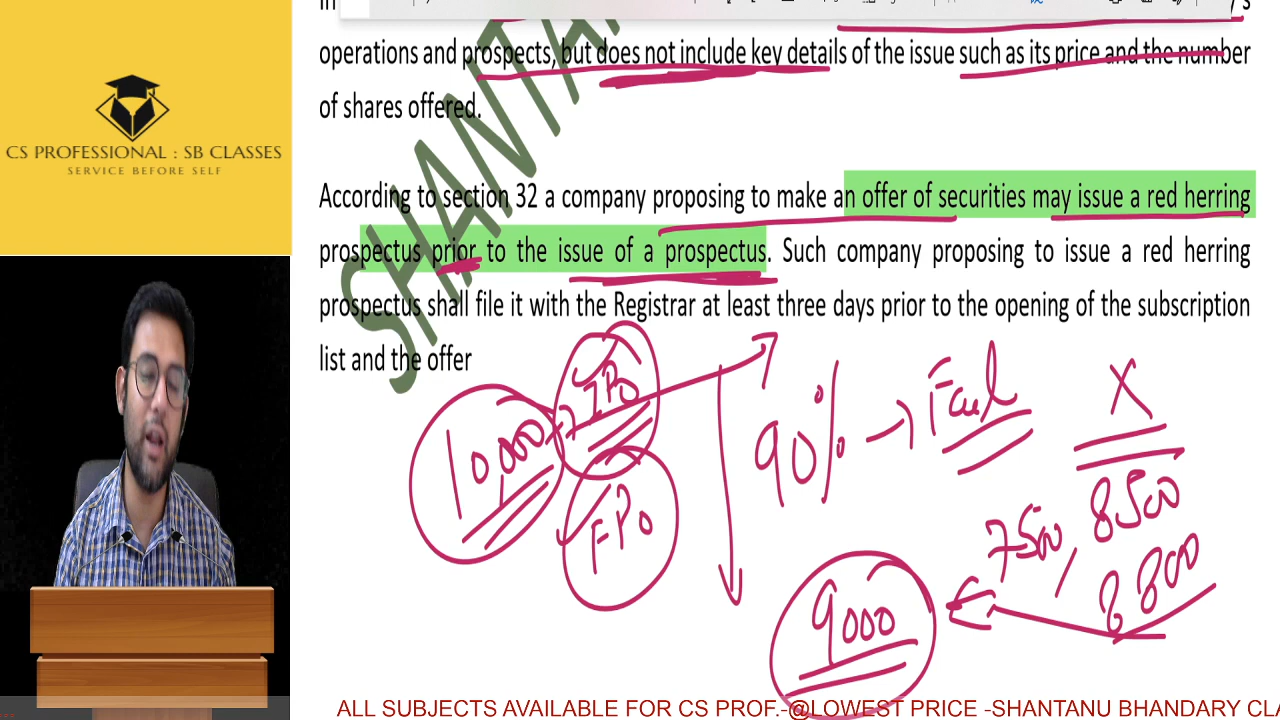 CS PROFESSIONAL : SB CLASSES
SERVICE BEFORE SELF
operations and prospects, but does not include key details of the issue such as its price and the number
of shares offered.
SHANTA
According to section 32 a company proposing to make an offer of securities may issue a red herring
prospectus prior to the issue of a prospectus. Such company proposing to issue a red herring
prospectus shall file it with the Registrar at least three days prior to the opening of the subscription
list and the offer
10,000
IPO
FPO
90% → Fail
X
7500, 8500
8800
9000
ALL SUBJECTS AVAILABLE FOR CS PROF.-@LOWEST PRICE -SHANTANU BHANDARY CLA